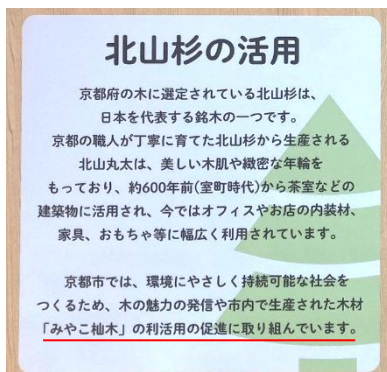 北山杉の活用
京都府の木に選定されている北山杉は、
日本を代表する銘木の一つです。
京都の職人が丁寧に育てた北山杉から生産される
北山丸太は、美しい木肌や緻密な年輪を
もっており、約600年前(室町時代)から茶室などの
建築物に活用され、今ではオフィスやお店の内装材、
家具、おもちゃ等に幅広く利用されています。
京都市では、環境にやさしく持続可能な社会を
つくるため、木の魅力の発信や市内で生産された木材
「みやこ杣木」の利活用の促進に取り組んでいます。